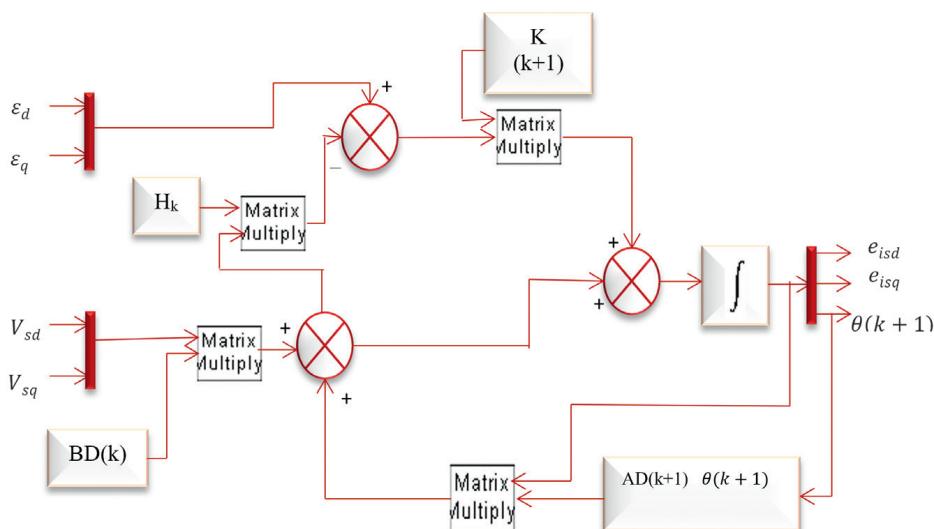 K
(k+1)
+
ε_d
ε_q
Matrix
Multiply
−
H_k
Matrix
Multiply
+
+
e_isd
e_isq
∫
θ(k + 1)
V_sd
V_sq
+
Matrix
Multiply
+
BD(k)
Matrix
Multiply
AD(k+1) θ(k + 1)